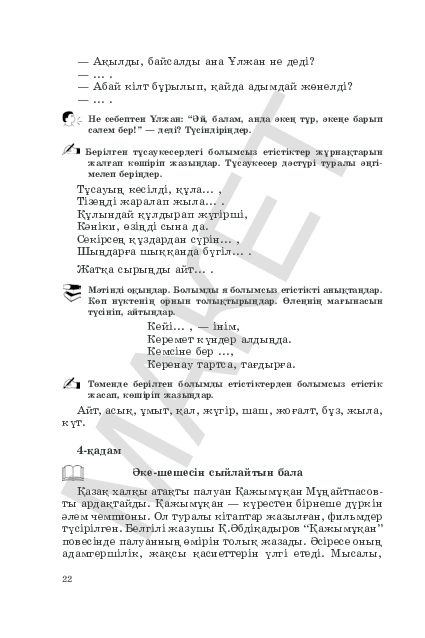 — Ақылды, байсалды ана Ұлжан не деді?
— ... .
— Абай кілт бұрылып, қайда адымдай жөнелді?
— ... .
Не себептен Ұлжан: “Әй, балам, анда әкең тұр, әкеңе барып
сәлем бер!” — деді? Түсіндіріңдер.
Берілген тұсаукесердегі болымсыз етістіктер жұрнақтарын
жалғап көшіріп жазыңдар. Тұсаукесер дәстүрі туралы әңгі-
мелеп беріңдер.
Тұсауың кесілді, құла... ,
Тізеңді жаралап жыла... .
Құлындай құлдырап жүгірші,
Кәніки, өзіңді сына да.
Секірсең құздардан сүрін... ,
Шыңдарға шыққанда бүгіл... .
Жатқа сырыңды айт... .
Мәтінді оқыңдар. Болымды я болымсыз етістікті анықтаңдар.
Көп нүктенің орнын толықтырыңдар. Өлеңнің мағынасын
түсініп, айтыңдар.
Кейі... , — інім,
Керемет күндер алдыңда.
Кемсіне бер ...,
Керенау тартса, тағдырға.
Төменде берілген болымды етістіктерден болымсыз етістік
жасап, көшіріп жазыңдар.
Айт, асық, ұмыт, қал, жүгір, шаш, жоғалт, бұз, жыла,
күт.
4-қадам
Әке-шешесін сыйлайтын бала
Қазақ халқы атақты палуан Қажымұқан Мұңайтпасов-
ты ардақтайды. Қажымұқан — күрестен бірнеше дүркін
әлем чемпионы. Ол туралы кітаптар жазылған, фильмдер
түсірілген. Белгілі жазушы Қ.Әбдіқадыров “Қажымұқан”
повесінде палуанның өмірін толық жазады. Әсіресе оның
адамгершілік, жақсы қасиеттерін үлгі етеді. Мысалы,
22
МАКЕТ